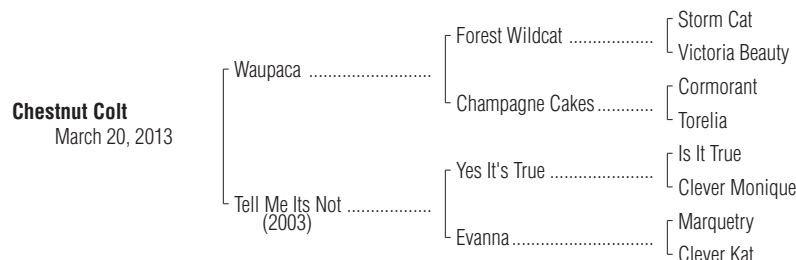 Storm Cat
Forest Wildcat ..................
Victoria Beauty
Waupaca ..........................
Cormorant
Champagne Cakes............
Chestnut Colt
Torelia
March 20, 2013
Is It True
Yes It's True ......................
Clever Monique
Tell Me Its Not ..................
(2003)
Marquetry
Evanna..............................
Clever Kat